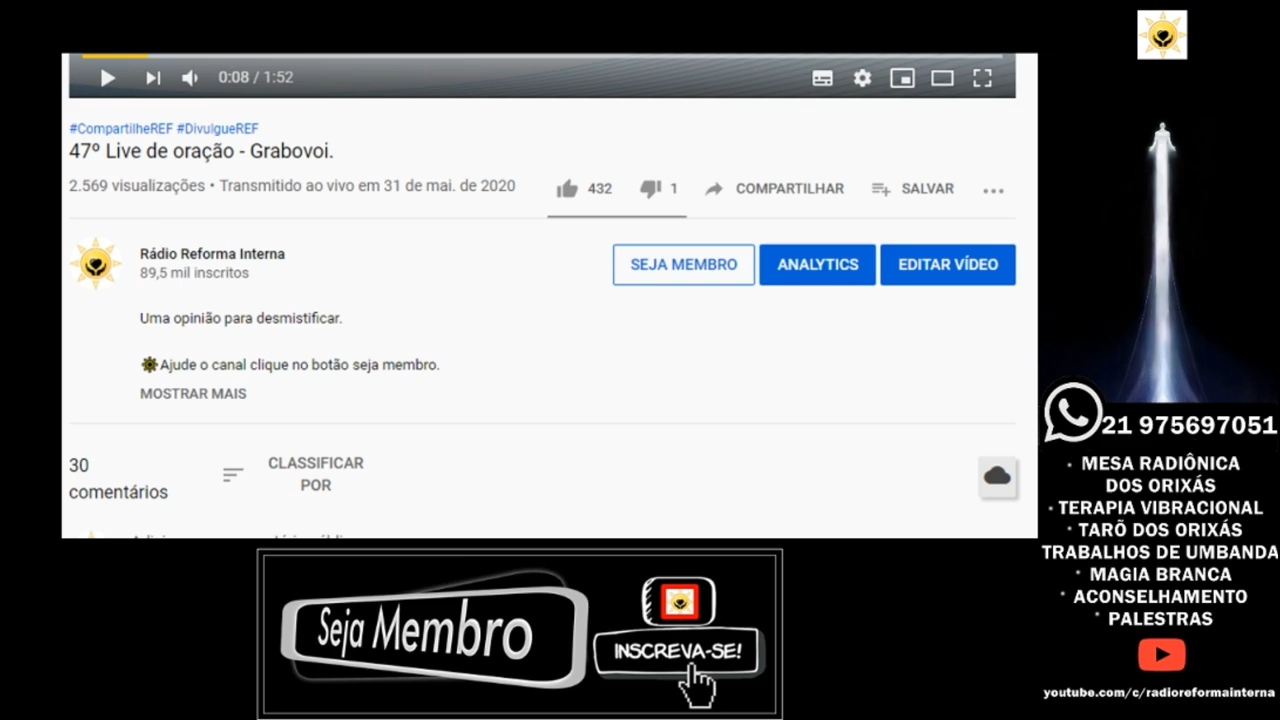 0:08 / 1:52
#CompartilheREF #DivulgueREF
47º Live de oração - Grabovoi.
2.569 visualizações • Transmitido ao vivo em 31 de mai. de 2020
432
1
COMPARTILHAR
SALVAR
Rádio Reforma Interna
89,5 mil inscritos
SEJA MEMBRO
ANALYTICS
EDITAR VÍDEO
Uma opinião para desmistificar.
Ajude o canal clique no botão seja membro.
MOSTRAR MAIS
30
comentários
CLASSIFICAR
POR
Seja Membro
INSCREVA-SE!
21 975697051
· MESA RADIÔNICA
DOS ORIXÁS
· TERAPIA VIBRACIONAL
· TARÕ DOS ORIXÁS
TRABALHOS DE UMBANDA
· MAGIA BRANCA
· ACONSELHAMENTO
· PALESTRAS
youtube.com/c/radioreformainterna